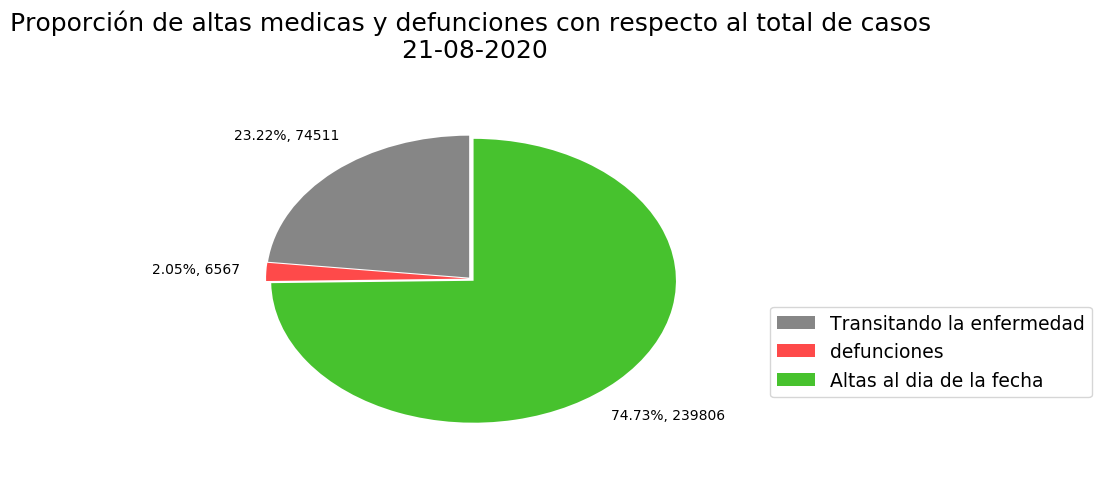 Proporción de altas medicas y defunciones con respecto al total de casos
21-08-2020
23.22%, 74511
2.05%, 6567
74.73%, 239806
Transitando la enfermedad
defunciones
Altas al dia de la fecha